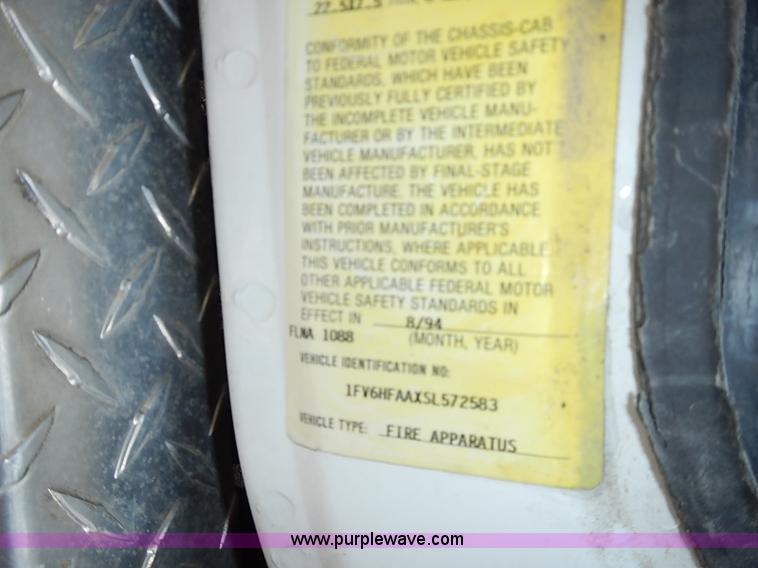 22.5X7.5
CONFORMITY OF THE CHASSIS-CAB
TO FEDERAL MOTOR VEHICLE SAFETY
STANDARDS, WHICH HAVE BEEN
PREVIOUSLY FULLY CERTIFIED BY
THE INCOMPLETE VEHICLE MANU-
FACTURER OR BY THE INTERMEDIATE
VEHICLE MANUFACTURER, HAS NOT
BEEN AFFECTED BY FINAL-STAGE
MANUFACTURE. THE VEHICLE HAS
BEEN COMPLETED IN ACCORDANCE
WITH PRIOR MANUFACTURER'S
INSTRUCTIONS, WHERE APPLICABLE
THIS VEHICLE CONFORMS TO ALL
OTHER APPLICABLE FEDERAL MOTOR
VEHICLE SAFETY STANDARDS IN
EFFECT IN 8/94
FLNA 1088 (MONTH, YEAR)
VEHICLE IDENTIFICATION NO:
1FV6HFAAXSL572583
VEHICLE TYPE: FIRE APPARATUS
www.purplewave.com